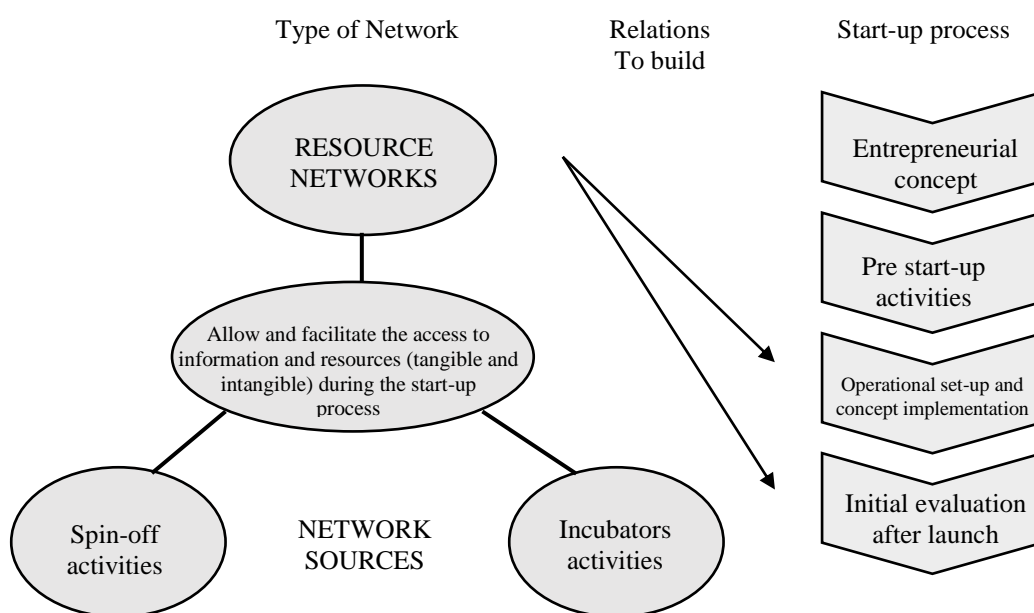 Type of Network
Relations
To build
Start-up process
RESOURCE
NETWORKS
Allow and facilitate the access to
information and resources (tangible and
intangible) during the start-up
process
Spin-off
activities
NETWORK
SOURCES
Incubators
activities
Entrepreneurial
concept
Pre start-up
activities
Operational set-up and
concept implementation
Initial evaluation
after launch